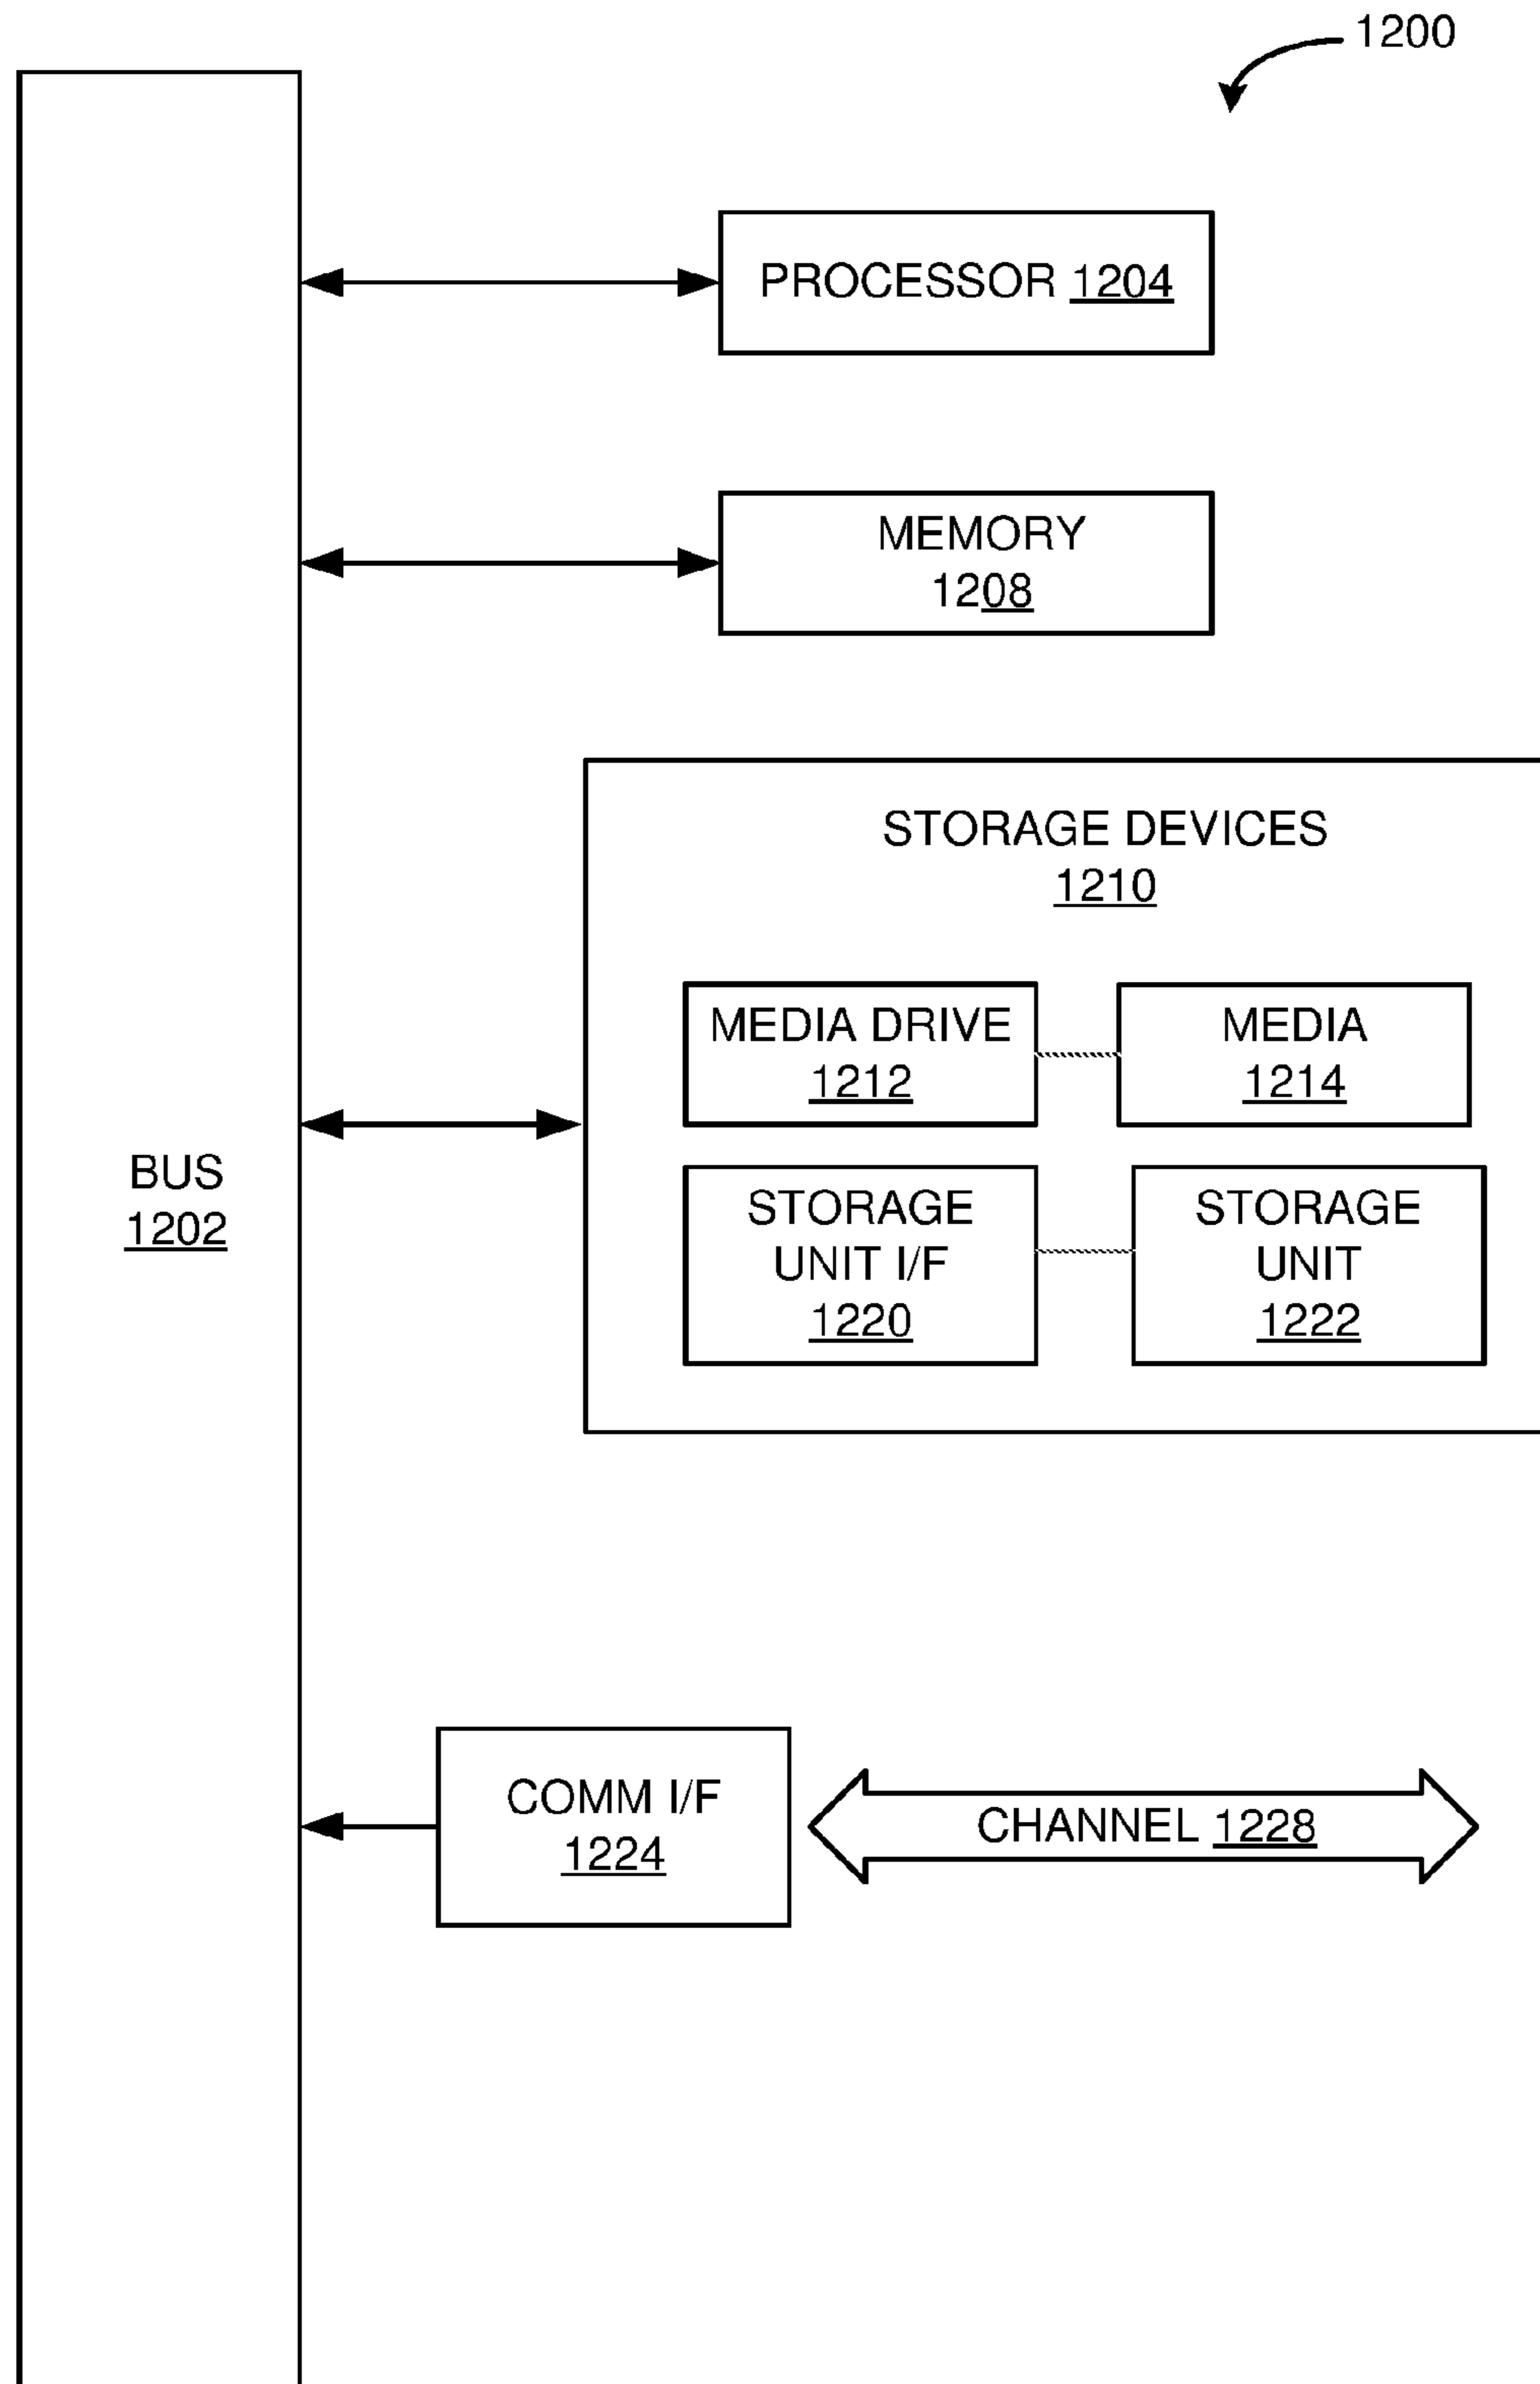 1200
PROCESSOR 1204
MEMORY
1208
STORAGE DEVICES
1210
MEDIA DRIVE
1212
MEDIA
1214
BUS
1202
STORAGE
UNIT I/F
1220
STORAGE
UNIT
1222
COMM I/F
1224
CHANNEL 1228